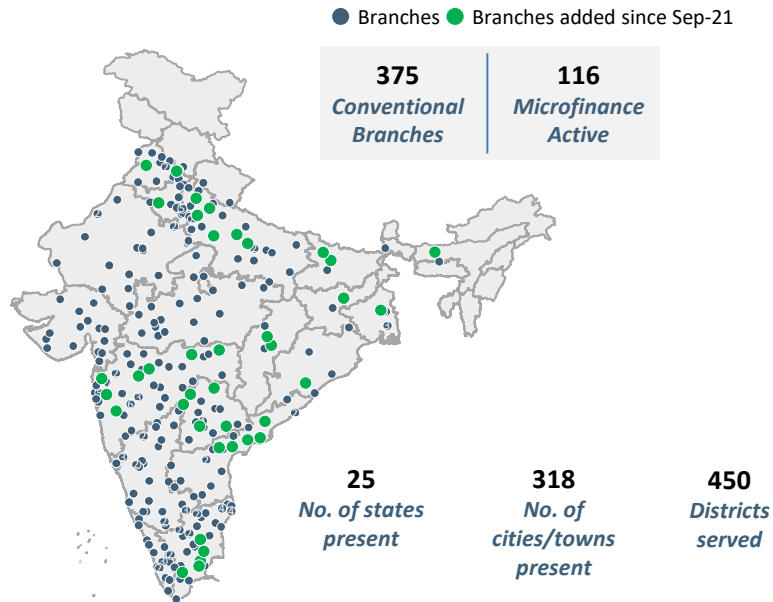 Branches
Branches added since Sep-21
375
Conventional
Branches
116
Microfinance
Active
25
No. of states
present
318
No. of
cities/towns
present
450
Districts
served